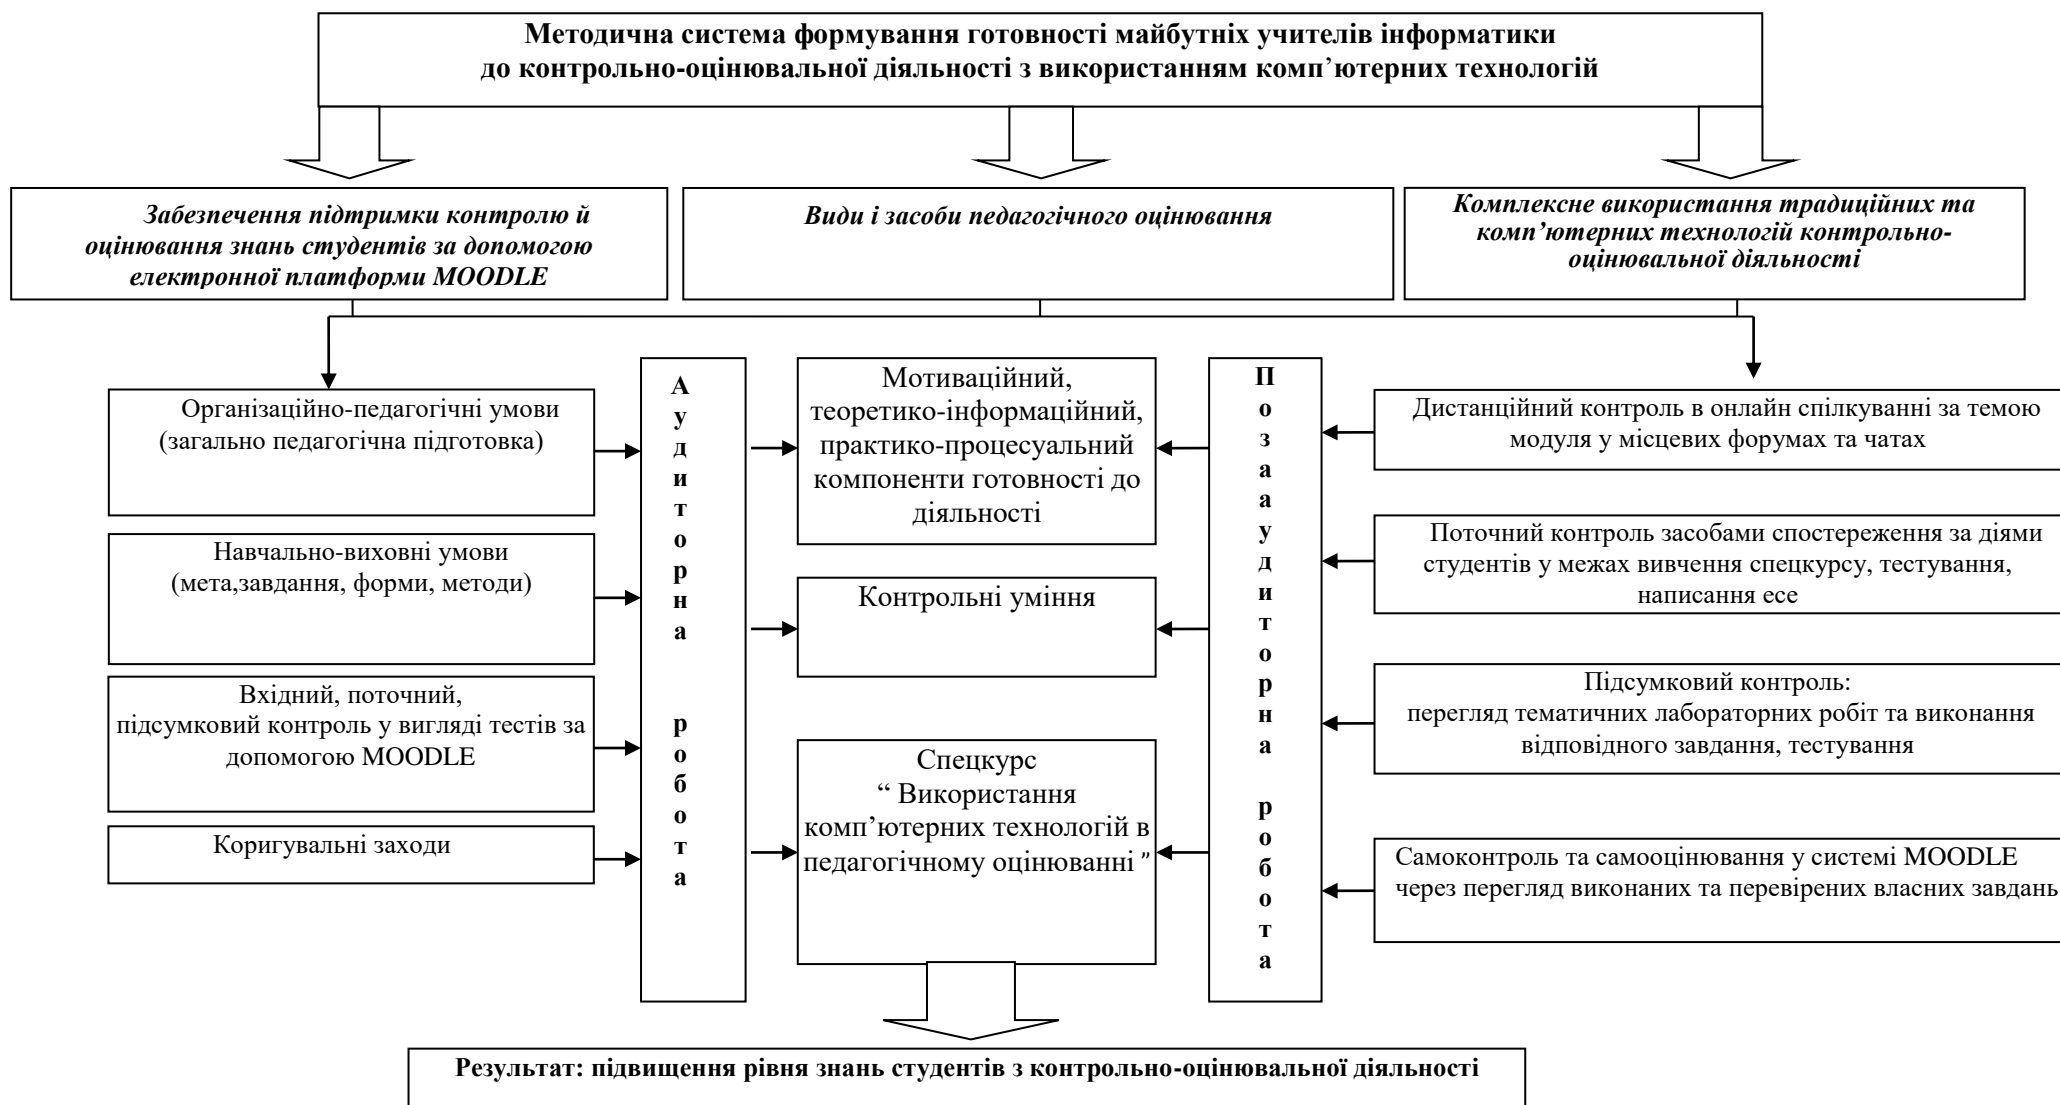 Методична система формування готовності майбутніх учителів інформатики
до контрольно-оцінювальної діяльності з використанням комп’ютерних технологій
Забезпечення підтримки контролю й
оцінювання знань студентів за допомогою
електронної платформи MOODLE
Види і засоби педагогічного оцінювання
Комплексне використання традиційних та
комп’ютерних технологій контрольно-
оцінювальної діяльності
Організаційно-педагогічні умови
(загально педагогічна підготовка)
Навчально-виховні умови
(мета,завдання, форми, методи)
Вхідний, поточний,
підсумковий контроль у вигляді тестів за
допомогою MOODLE
Коригувальні заходи
Аудиторна робота
Мотиваційний,
теоретико-інформаційний,
практико-процесуальний
компоненти готовності до
діяльності
Контрольні уміння
Спецкурс
“ Використання
комп’ютерних технологій в
педагогічному оцінюванні ”
Позааудиторна робота
Дистанційний контроль в онлайн спілкуванні за темою
модуля у місцевих форумах та чатах
Поточний контроль засобами спостереження за діями
студентів у межах вивчення спецкурсу, тестування,
написання есе
Підсумковий контроль:
перегляд тематичних лабораторних робіт та виконання
відповідного завдання, тестування
Самоконтроль та самооцінювання у системі MOODLE
через перегляд виконаних та перевірених власних завдань
Результат: підвищення рівня знань студентів з контрольно-оцінювальної діяльності